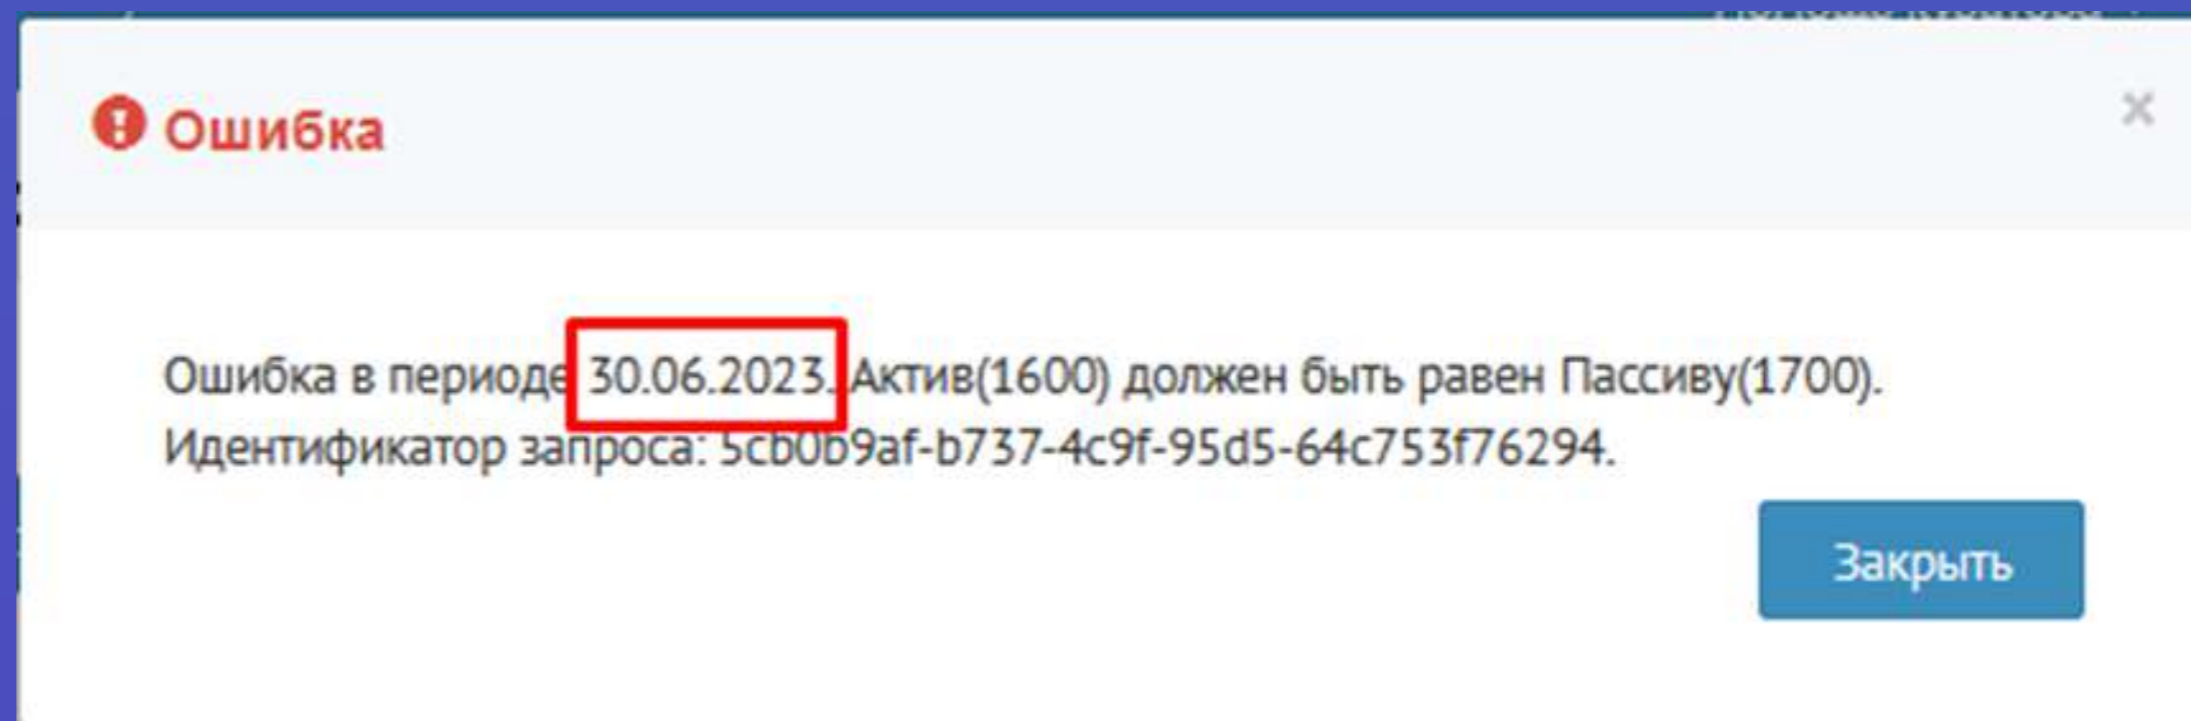 Ошибка
Ошибка в периоде 30.06.2023. Актив(1600) должен быть равен Пассиву(1700).
Идентификатор запроса: 5cb0b9af-b737-4c9f-95d5-64c753f76294.
Закрыть